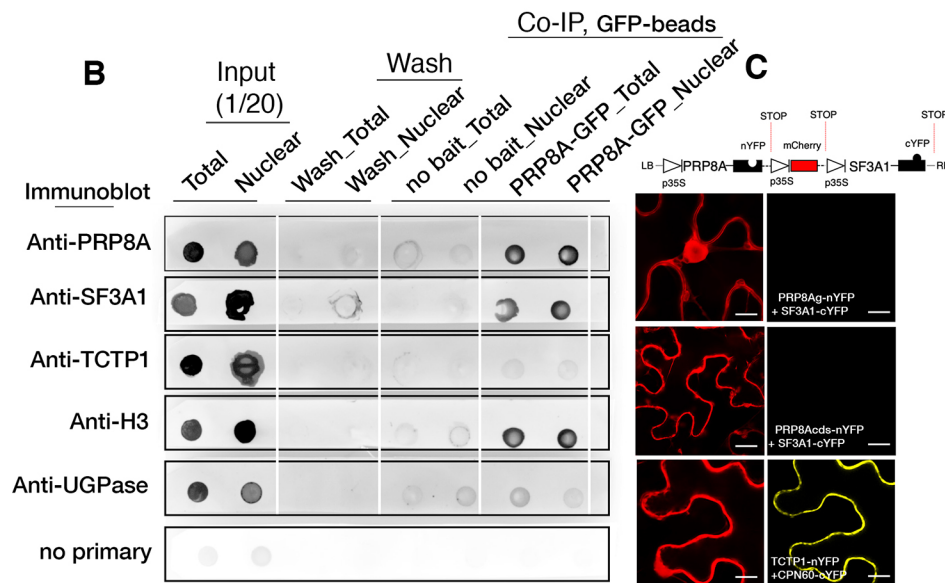 B
Input
(1/20)
Wash
Co-IP, GFP-beads
Total
Nuclear
Wash_Total
Wash_Nuclear
no bait_Total
no bait_Nuclear
PRP8A-GFP_Total
PRP8A-GFP_Nuclear
Immunoblot
Anti-PRP8A
Anti-SF3A1
Anti-TCTP1
Anti-H3
Anti-UGPase
no primary
C
STOP
STOP
STOP
nYFP
mCherry
cYFP
LB
PRP8A
SF3A1
p35S
p35S
p35S
PRP8Ag-nYFP
+ SF3A1-cYFP
PRP8Acds-nYFP
+ SF3A1-cYFP
TCTP1-nYFP
+CPN60-cYFP